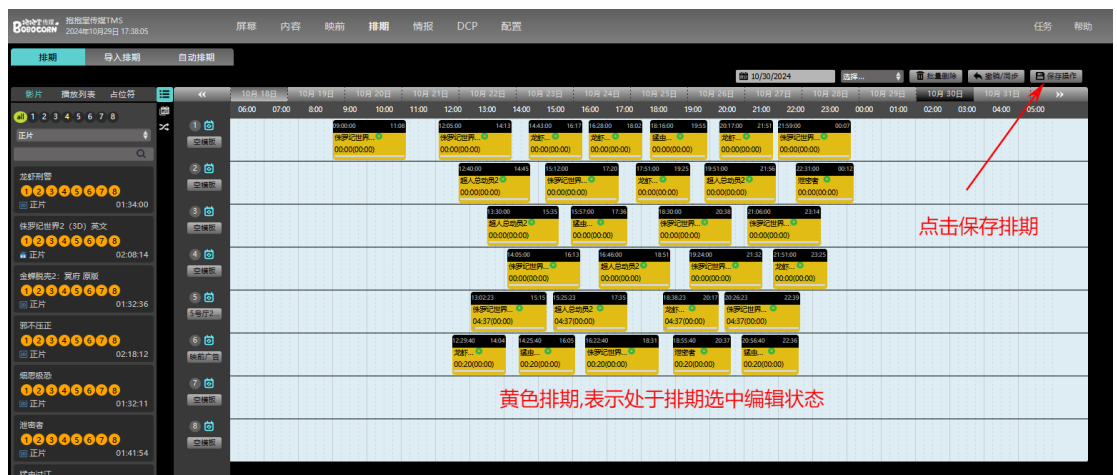 抱抱堂传媒 抱抱堂传媒TMS
BOBOCORN 2024年10月29日 17:38:05
屏幕 内容 映前 排期 情报 DCP 配置 任务 帮助
排期 导入排期 自动排期
10/30/2024 选择... 批量删除 撤销/同步 保存操作
影片 播放列表 占位符
« 10月 18日 10月 19日 10月 20日 10月 21日 10月 22日 10月 23日 10月 24日 10月 25日 10月 26日 10月 27日 10月 28日 10月 29日 10月 30日 10月 31日 »
06:00 07:00 8:00 9:00 10:00 11:00 12:00 13:00 14:00 15:00 16:00 17:00 18:00 19:00 20:00 21:00 22:00 23:00 00:00 01:00 02:00 03:00 04:00 05:00
all 1 2 3 4 5 6 7 8
正片
龙虾刑警
1 2 3 4 5 6 7 8
正片 01:34:00
侏罗纪世界2（3D）英文
1 2 3 4 5 6 7 8
正片 02:08:14
金蝉脱壳2：冥府 原版
1 2 3 4 5 6 7 8
正片 01:32:36
邪不压正
1 2 3 4 5 6 7 8
正片 02:18:12
细思极恐
1 2 3 4 5 6 7 8
正片 01:32:11
泄密者
1 2 3 4 5 6 7 8
正片 01:41:54
1 空模板
09:00:00 11:08 12:05:00 14:13 14:43:00 16:17 16:28:00 18:02 18:16:00 19:55 20:17:00 21:51 21:59:00 00:07
侏罗纪世界... 侏罗纪世界... 龙虾... 龙虾... 猛虫... 龙虾... 侏罗纪世界...
00:00(00:00) 00:00(00:00) 00:00(00:00) 00:00(00:00) 00:00(00:00) 00:00(00:00) 00:00(00:00)
2 空模板
12:40:00 14:45 15:12:00 17:20 17:51:00 19:25 19:51:00 21:56 22:31:00 00:12
超人总动员2 侏罗纪世界... 龙虾... 超人总动员2 泄密者
00:00(00:00) 00:00(00:00) 00:00(00:00) 00:00(00:00) 00:00(00:00)
3 空模板
13:30:00 15:35 15:57:00 17:36 18:30:00 20:38 21:06:00 23:14
超人总动员2 猛虫... 侏罗纪世界... 侏罗纪世界...
00:00(00:00) 00:00(00:00) 00:00(00:00) 00:00(00:00)
点击保存排期
4 空模板
14:05:00 16:13 16:46:00 18:51 19:24:00 21:32 21:51:00 23:25
侏罗纪世界... 超人总动员2 侏罗纪世界... 龙虾...
00:00(00:00) 00:00(00:00) 00:00(00:00) 00:00(00:00)
5 5号厅2...
13:02:23 15:15 15:25:23 17:35 18:38:23 20:17 20:26:23 22:39
侏罗纪世界... 超人总动员2 龙虾... 侏罗纪世界...
04:37(00:00) 04:37(00:00) 04:37(00:00) 04:37(00:00)
6 映前广告
12:29:40 14:04 14:25:40 16:05 16:22:40 18:31 18:55:40 20:37 20:56:40 22:36
龙虾... 猛虫... 侏罗纪世界... 泄密者 猛虫...
00:20(00:00) 00:20(00:00) 00:20(00:00) 00:20(00:00) 00:20(00:00)
7 空模板
黄色排期,表示处于排期选中编辑状态
8 空模板